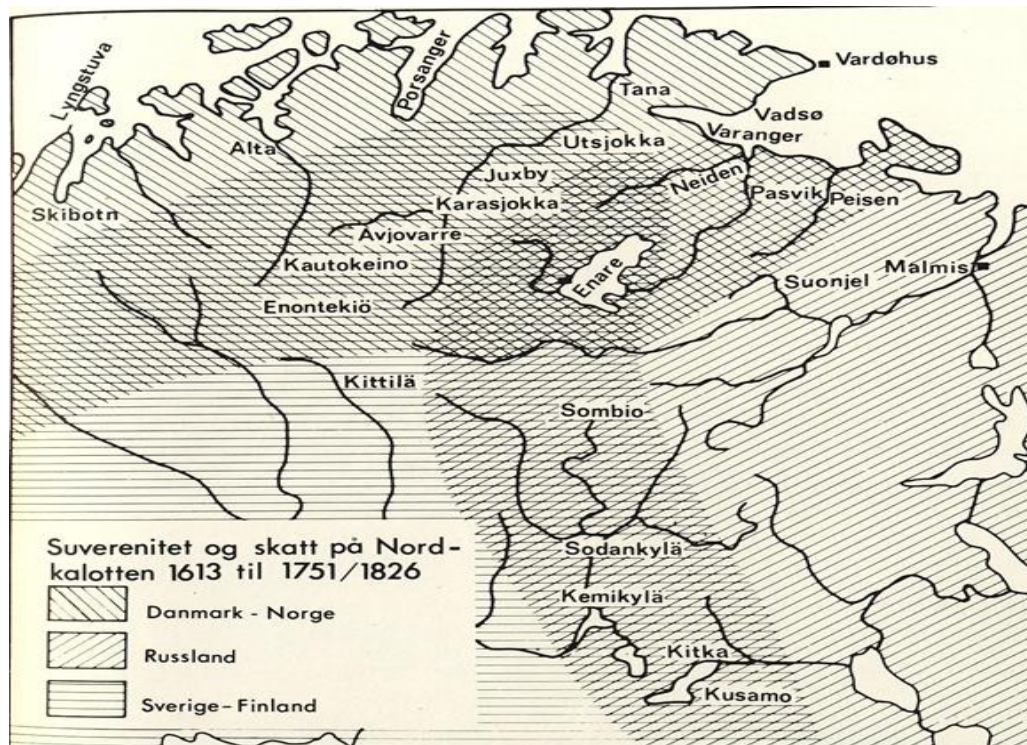 Lyngstuva
Porsanger
Vardøhus
Tana
Vadsø
Varanger
Alta
Utsjokka
Juxby
Neiden
Pasvik
Peisen
Skibotn
Karasjokka
Avjovarre
Kautokeino
Enare
Suonjel
Malmis
Enontekiö
Kittilä
Sombio
Suverenitet og skatt på Nord-
kalotten 1613 til 1751/1826
Danmark - Norge
Russland
Sverige-Finland
Sodankylä
Kemikylä
Kitka
Kusamo